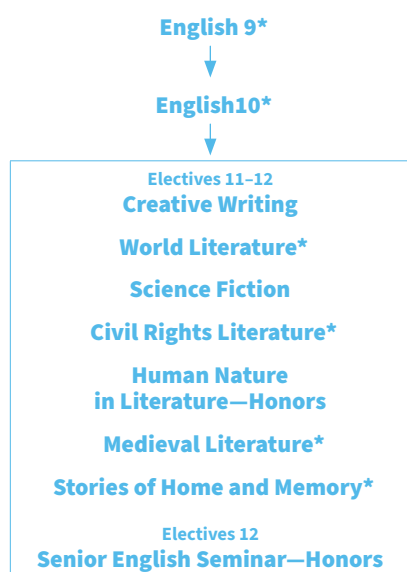 English 9*
English10*
Electives 11–12
Creative Writing
World Literature*
Science Fiction
Civil Rights Literature*
Human Nature
in Literature—Honors
Medieval Literature*
Stories of Home and Memory*
Electives 12
Senior English Seminar—Honors